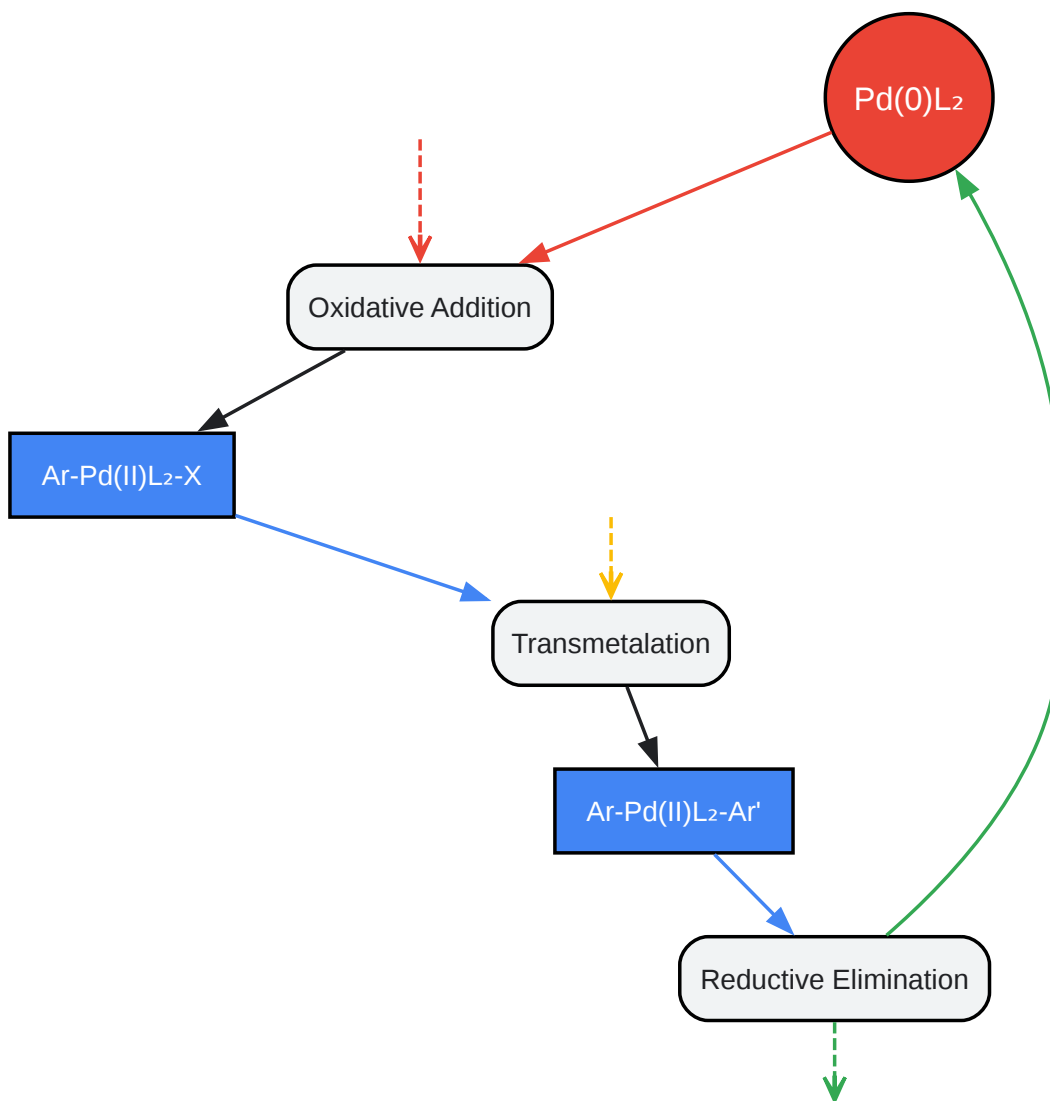 Pd(0)L₂
Oxidative Addition
Ar-Pd(II)L₂-X
Transmetalation
Ar-Pd(II)L₂-Ar'
Reductive Elimination